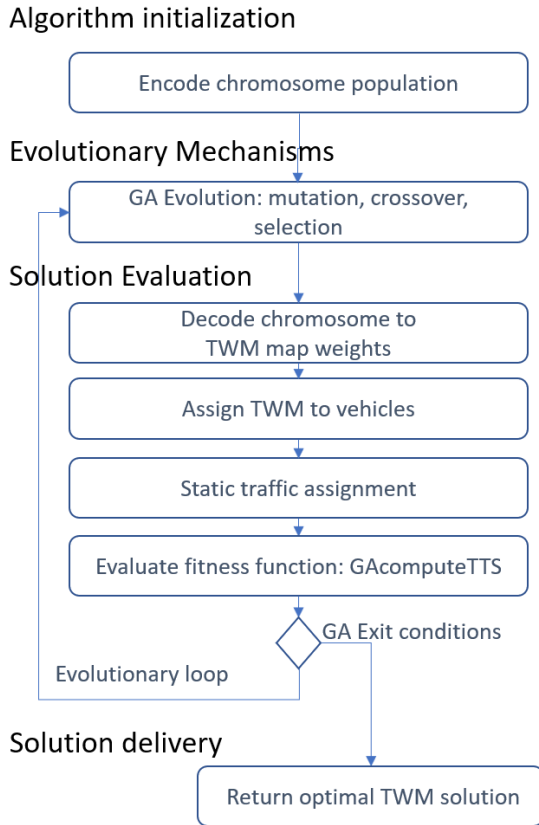 Algorithm initialization
Encode chromosome population
Evolutionary Mechanisms
GA Evolution: mutation, crossover,
selection
Solution Evaluation
Decode chromosome to
TWM map weights
Assign TWM to vehicles
Static traffic assignment
Evaluate fitness function: GAcomputeTTS
GA Exit conditions
Evolutionary loop
Solution delivery
Return optimal TWM solution